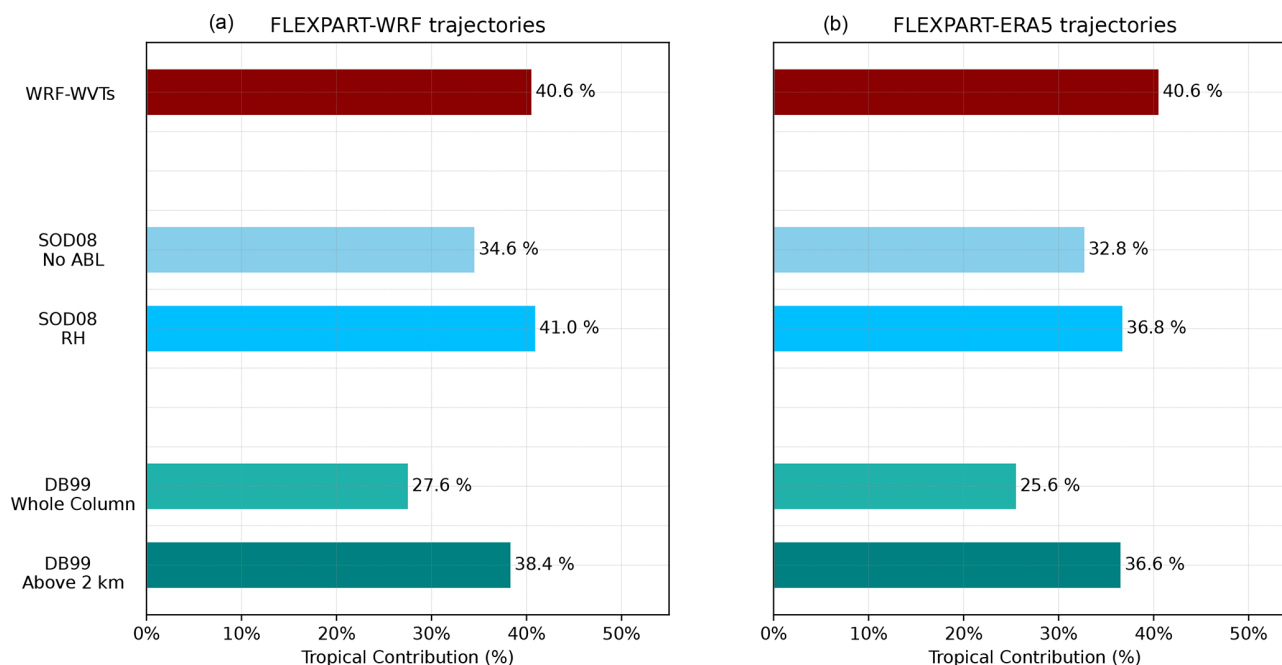 (a) FLEXPART-WRF trajectories
WRF-WVTs
40.6 %
SOD08
No ABL
34.6 %
SOD08
RH
41.0 %
DB99
Whole Column
27.6 %
DB99
Above 2 km
38.4 %
0% 10% 20% 30% 40% 50%
Tropical Contribution (%)
(b) FLEXPART-ERA5 trajectories
40.6 %
32.8 %
36.8 %
25.6 %
36.6 %
0% 10% 20% 30% 40% 50%
Tropical Contribution (%)